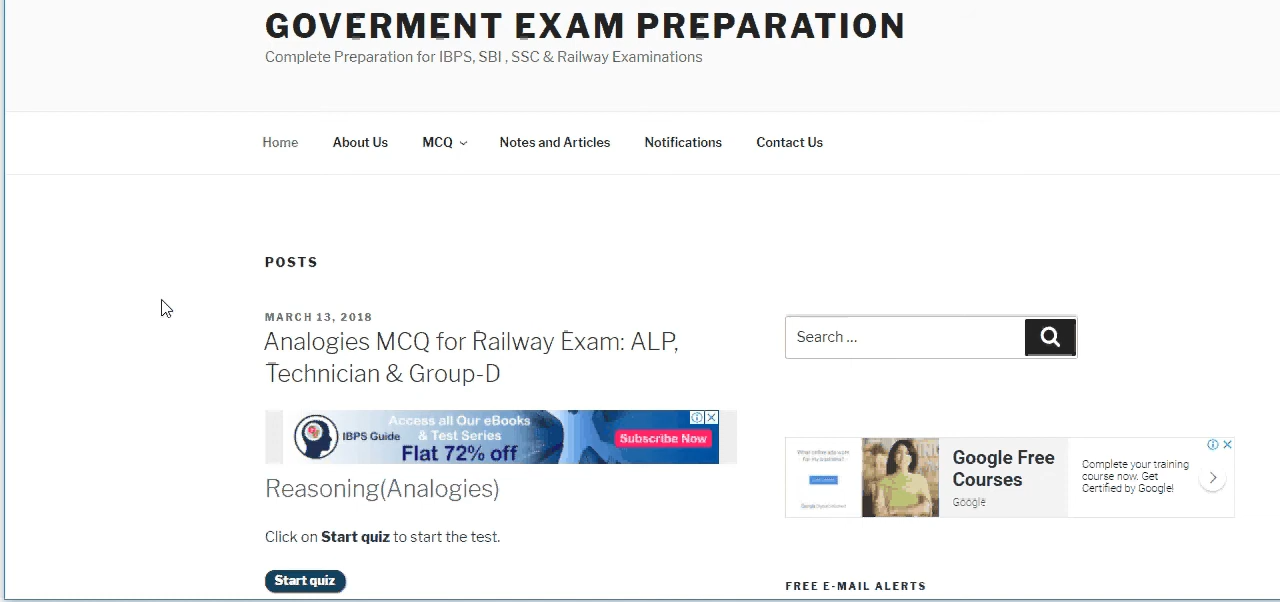 GOVERMENT EXAM PREPARATION
Complete Preparation for IBPS, SBI , SSC & Railway Examinations
Home About Us MCQ Notes and Articles Notifications Contact Us
POSTS
MARCH 13, 2018
Analogies MCQ for Railway Exam: ALP,
Technician & Group-D
Access all Our eBooks
IBPS Guide & Test Series
Flat 72% off
Subscribe Now
Reasoning(Analogies)
Click on Start quiz to start the test.
Start quiz
Search ...
Google Free
Courses
Google
Complete your training
course now. Get
Certified by Google!
FREE E-MAIL ALERTS